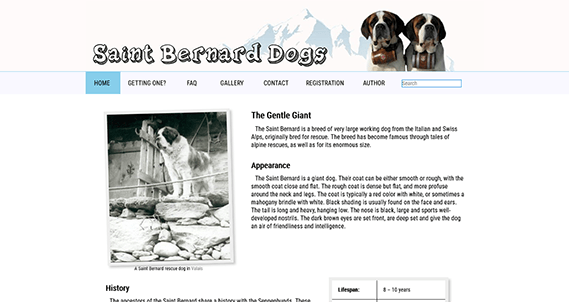 Saint Bernard Dogs
HOME GETTING ONE? FAQ GALLERY CONTACT REGISTRATION AUTHOR Search
The Gentle Giant
The Saint Bernard is a breed of very large working dog from the Italian and Swiss
Alps, originally bred for rescue. The breed has become famous through tales of
alpine rescues, as well as for its enormous size.
Appearance
The Saint Bernard is a giant dog. Their coat can be either smooth or rough, with the
smooth coat close and flat. The rough coat is dense but flat, and more profuse
around the neck and legs. The coat is typically a red color with white, or sometimes a
mahogany brindle with white. Black shading is usually found on the face and ears.
The tail is long and heavy, hanging low. The nose is black, large and sports well-
developed nostrils. The dark brown eyes are set front, are deep set and give the dog
an air of friendliness and intelligence.
A Saint Bernard rescue dog in Valais
History
The ancestors of the Saint Bernard share a history with the Sennenhunds. These
Lifespan: 8 – 10 years